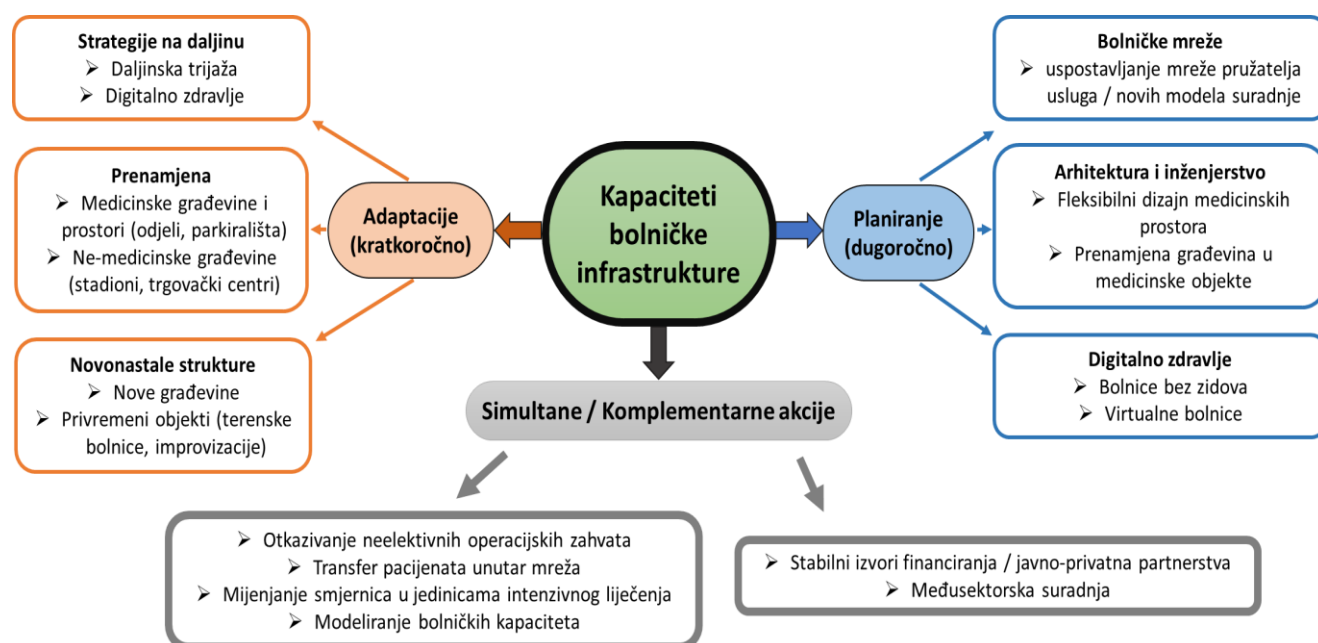 Strategije na daljinu
➢ Daljinska trijaža
➢ Digitalno zdravlje
Prenamjena
➢ Medicinske građevine i
prostori (odjeli, parkirališta)
➢ Ne-medicinske građevine
(stadioni, trgovački centri)
Novonastale strukture
➢ Nove građevine
➢ Privremeni objekti (terenske
bolnice, improvizacije)
Adaptacije
(kratkoročno)
Kapaciteti
bolničke
infrastrukture
Planiranje
(dugoročno)
Bolničke mreže
➢ uspostavljanje mreže pružatelja
usluga / novih modela suradnje
Arhitektura i inženjerstvo
➢ Fleksibilni dizajn medicinskih
prostora
➢ Prenamjena građevina u
medicinske objekte
Digitalno zdravlje
➢ Bolnice bez zidova
➢ Virtualne bolnice
Simultane / Komplementarne akcije
➢ Otkazivanje neelektivnih operacijskih zahvata
➢ Transfer pacijenata unutar mreža
➢ Mijenjanje smjernica u jedinicama intenzivnog liječenja
➢ Modeliranje bolničkih kapaciteta
➢ Stabilni izvori financiranja / javno-privatna partnerstva
➢ Međusektorska suradnja